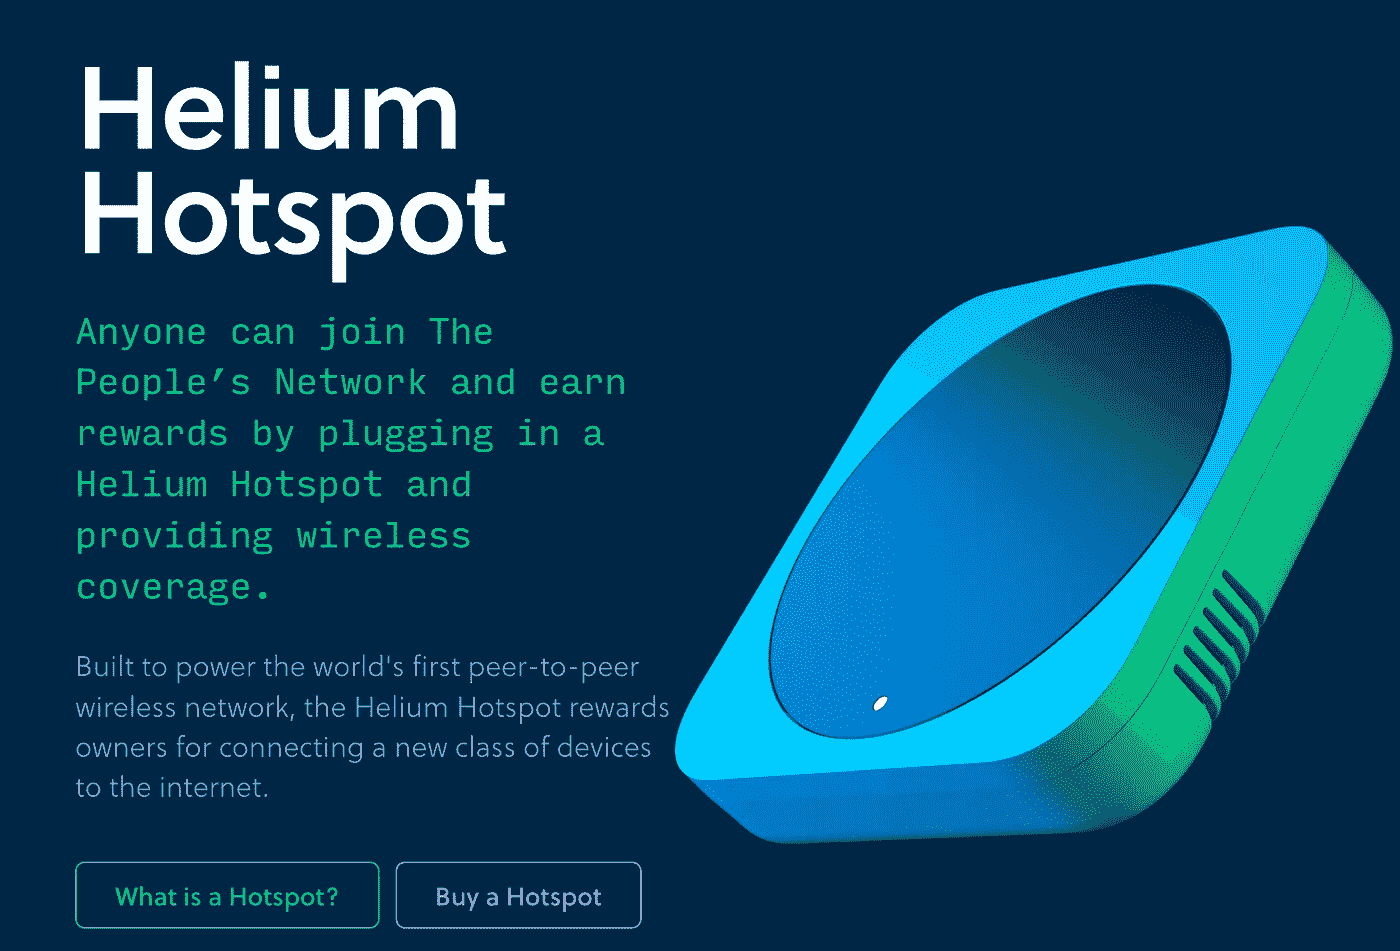 Helium
Hotspot
Anyone can join The
People’s Network and earn
rewards by plugging in a
Helium Hotspot and
providing wireless
coverage.
Built to power the world's first peer-to-peer
wireless network, the Helium Hotspot rewards
owners for connecting a new class of devices
to the internet.
What is a Hotspot?
Buy a Hotspot